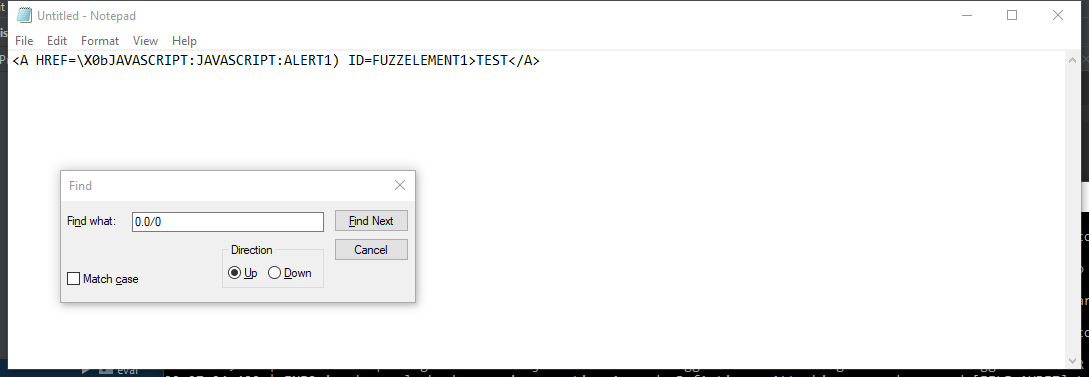 Untitled - Notepad
File Edit Format View Help
<A HREF=\X0bJAVASCRIPT:JAVASCRIPT:ALERT1) ID=FUZZELEMENT1>TEST</A>
Find
Find what: 0.0/0 Find Next
Direction Cancel
Up Down
Match case
eval